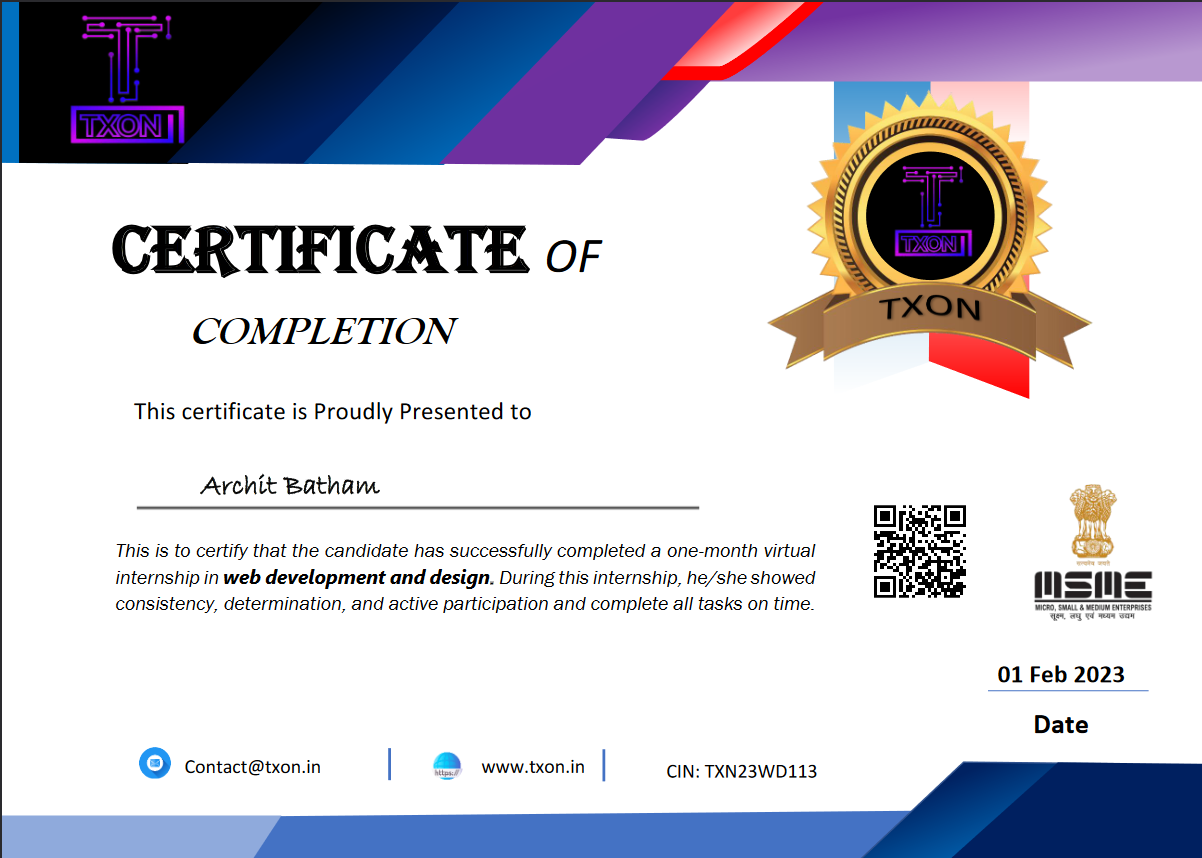 TXON
CERTIFICATE OF
COMPLETION
TXON
TXON
This certificate is Proudly Presented to
Archit Batham
This is to certify that the candidate has successfully completed a one-month virtual
internship in web development and design. During this internship, he/she showed
consistency, determination, and active participation and complete all tasks on time.
सत्यमेव जयते
MSME
MICRO, SMALL & MEDIUM ENTERPRISES
सूक्ष्म, लघु एवं मध्यम उद्यम
01 Feb 2023
Date
Contact@txon.in
https://
www.txon.in
CIN: TXN23WD113